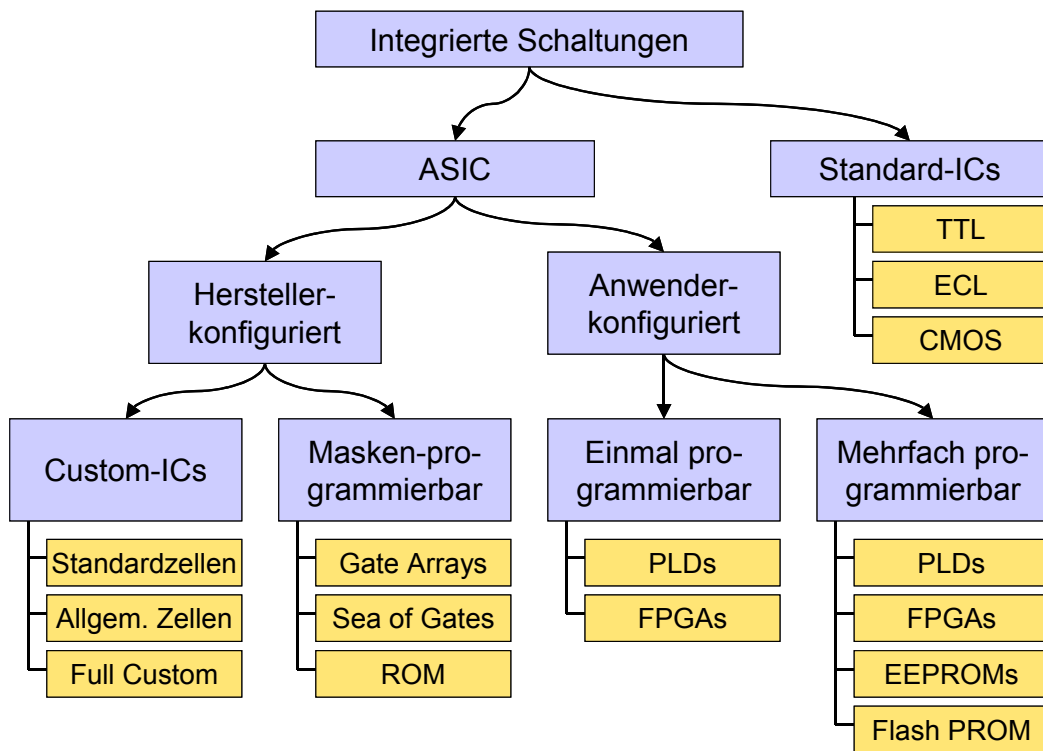 Integrierte Schaltungen
ASIC
Standard-ICs
TTL
ECL
CMOS
Hersteller-
konfiguriert
Anwender-
konfiguriert
Custom-ICs
Masken-pro-
grammierbar
Einmal pro-
grammierbar
Mehrfach pro-
grammierbar
Standardzellen
Allgem. Zellen
Full Custom
Gate Arrays
Sea of Gates
ROM
PLDs
FPGAs
PLDs
FPGAs
EEPROMs
Flash PROM